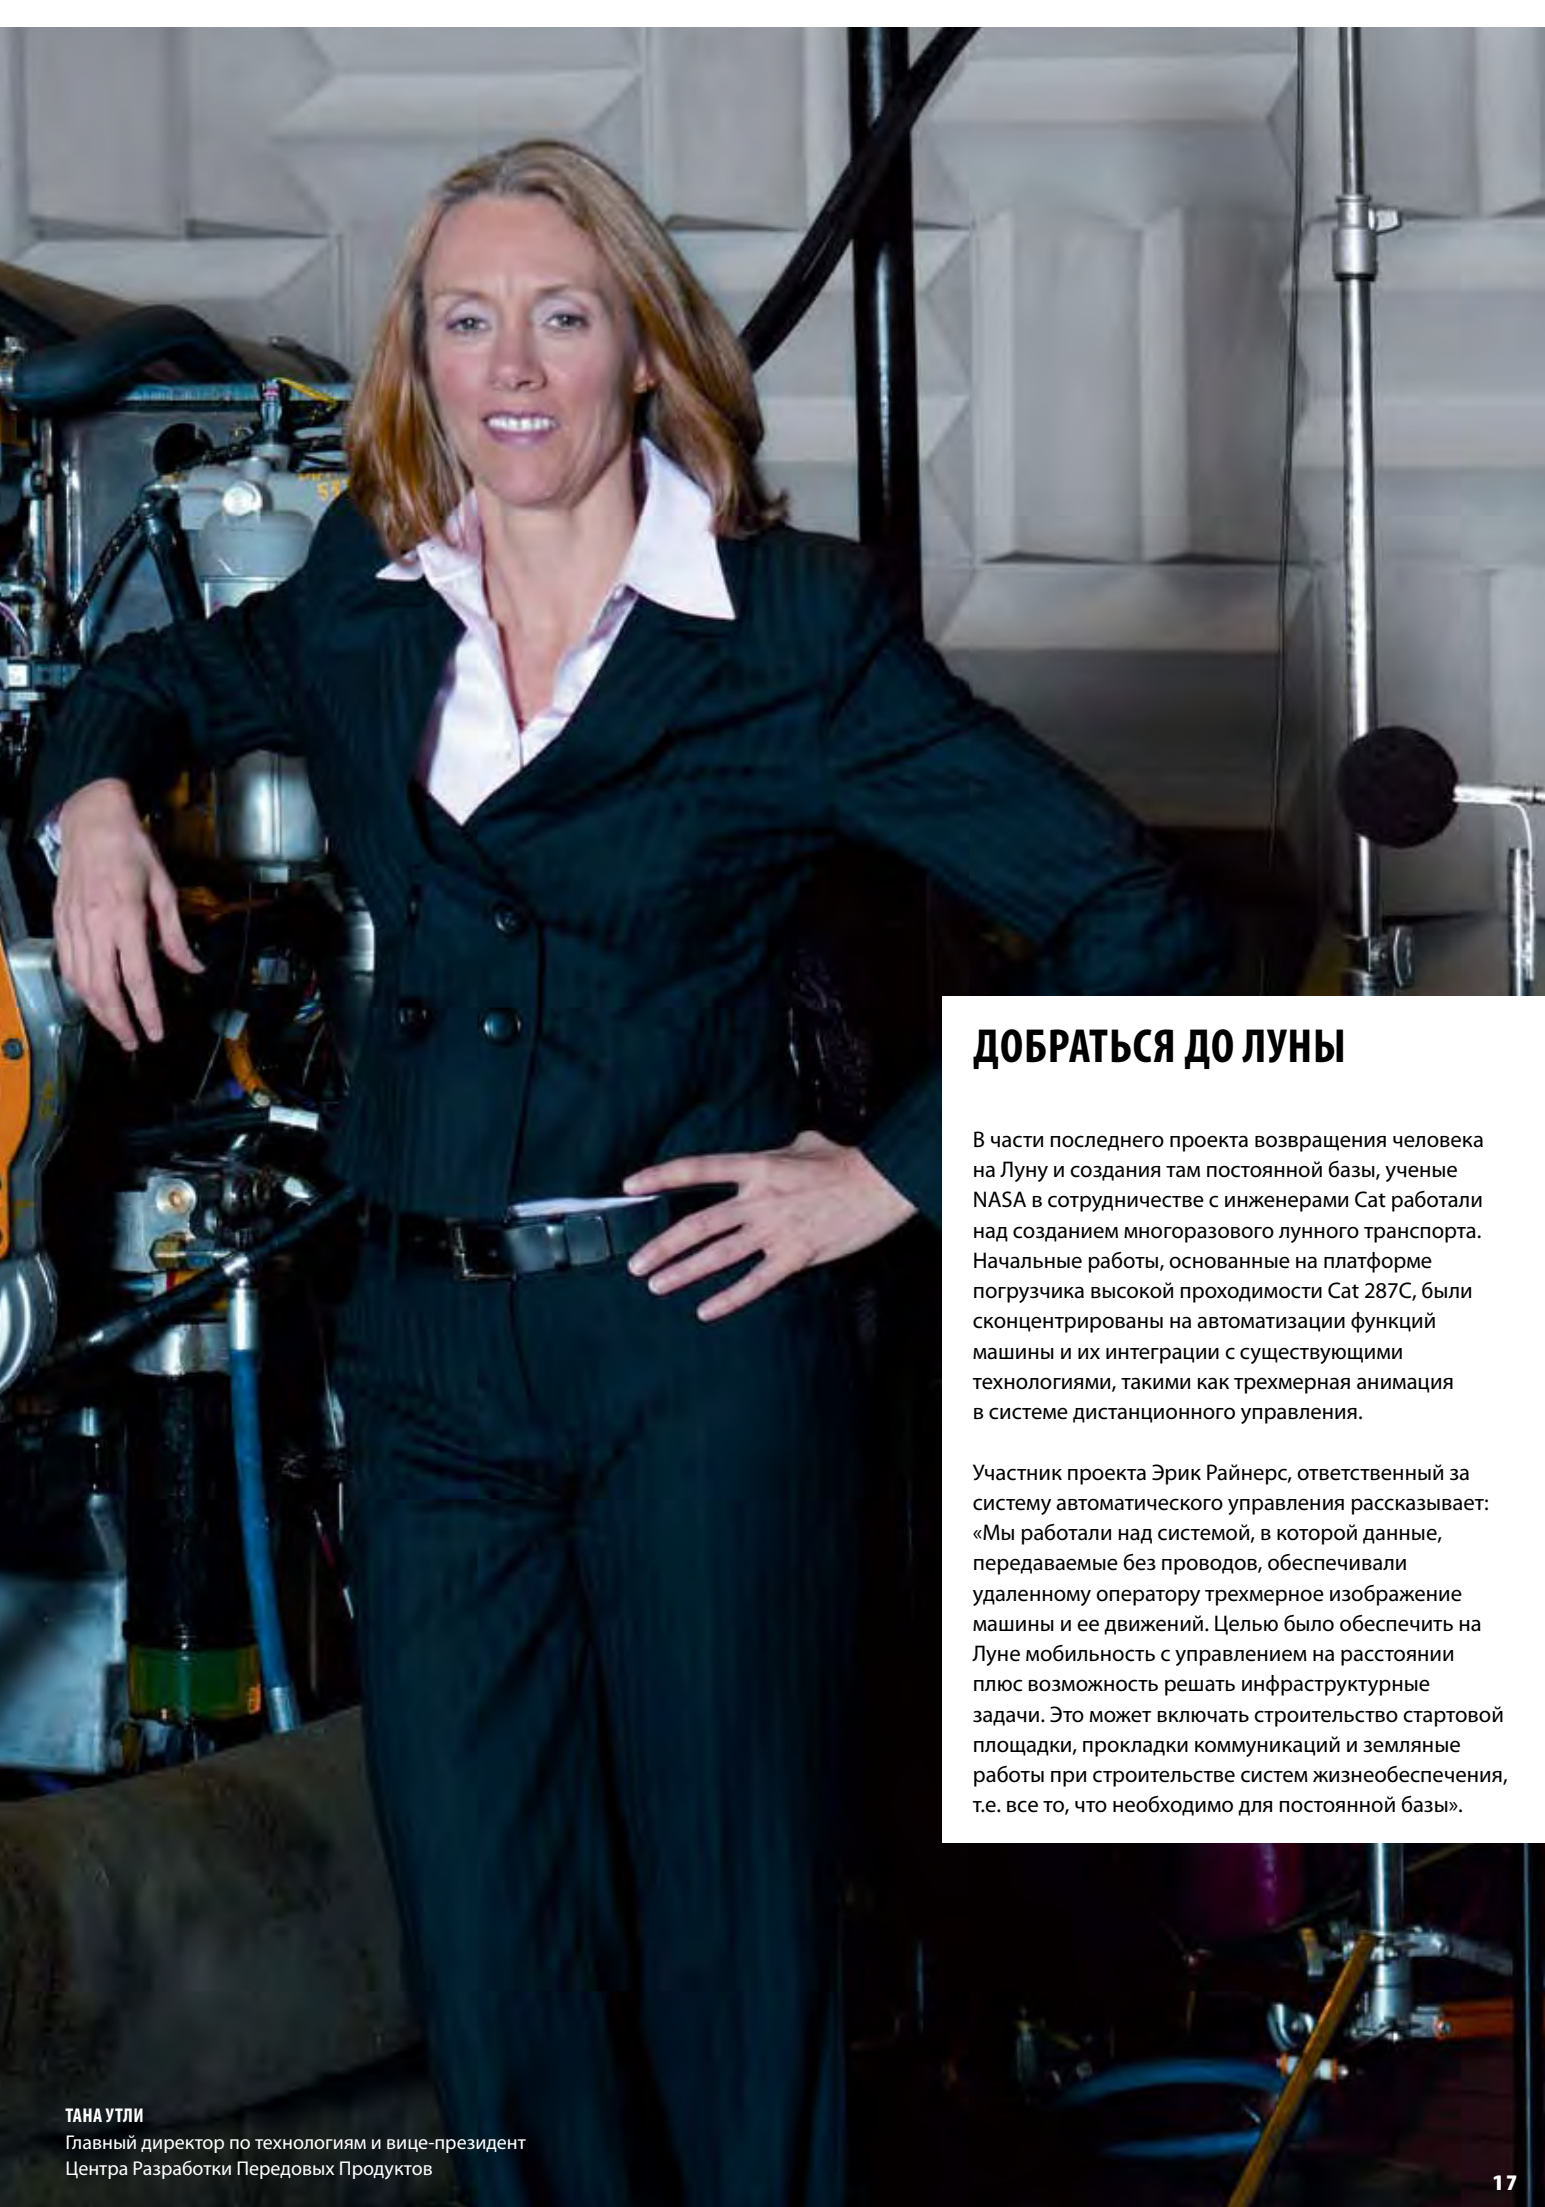 ДОБРАТЬСЯ ДО ЛУНЫ
В части последнего проекта возвращения человека
на Луну и создания там постоянной базы, ученые
NASA в сотрудничестве с инженерами Cat работали
над созданием многоразового лунного транспорта.
Начальные работы, основанные на платформе
погрузчика высокой проходимости Cat 287C, были
сконцентрированы на автоматизации функций
машины и их интеграции с существующими
технологиями, такими как трехмерная анимация
в системе дистанционного управления.
Участник проекта Эрик Райнерс, ответственный за
систему автоматического управления рассказывает:
«Мы работали над системой, в которой данные,
передаваемые без проводов, обеспечивали
удаленному оператору трехмерное изображение
машины и ее движений. Целью было обеспечить на
Луне мобильность с управлением на расстоянии
плюс возможность решать инфраструктурные
задачи. Это может включать строительство стартовой
площадки, прокладки коммуникаций и земляные
работы при строительстве систем жизнеобеспечения,
т.е. все то, что необходимо для постоянной базы».
ТАНА УТЛИ
Главный директор по технологиям и вице-президент
Центра Разработки Передовых Продуктов
17